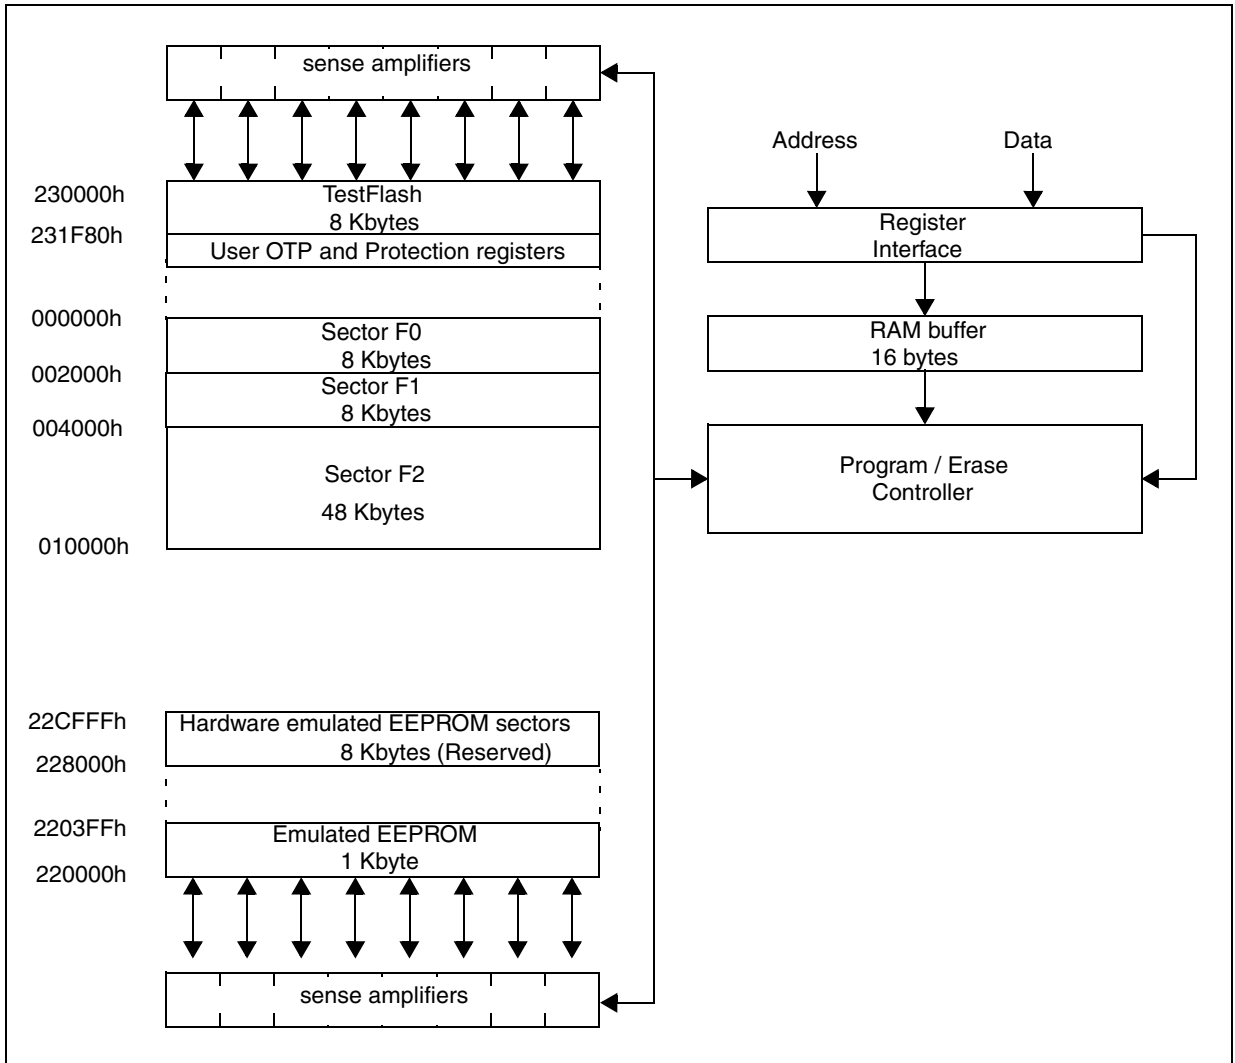 sense amplifiers
230000h
TestFlash
8 Kbytes
231F80h
User OTP and Protection registers
000000h
Sector F0
8 Kbytes
002000h
Sector F1
8 Kbytes
004000h
Sector F2
48 Kbytes
010000h
22CFFFh
Hardware emulated EEPROM sectors
8 Kbytes (Reserved)
228000h
2203FFh
Emulated EEPROM
1 Kbyte
220000h
sense amplifiers
Address
Data
Register
Interface
RAM buffer
16 bytes
Program / Erase
Controller